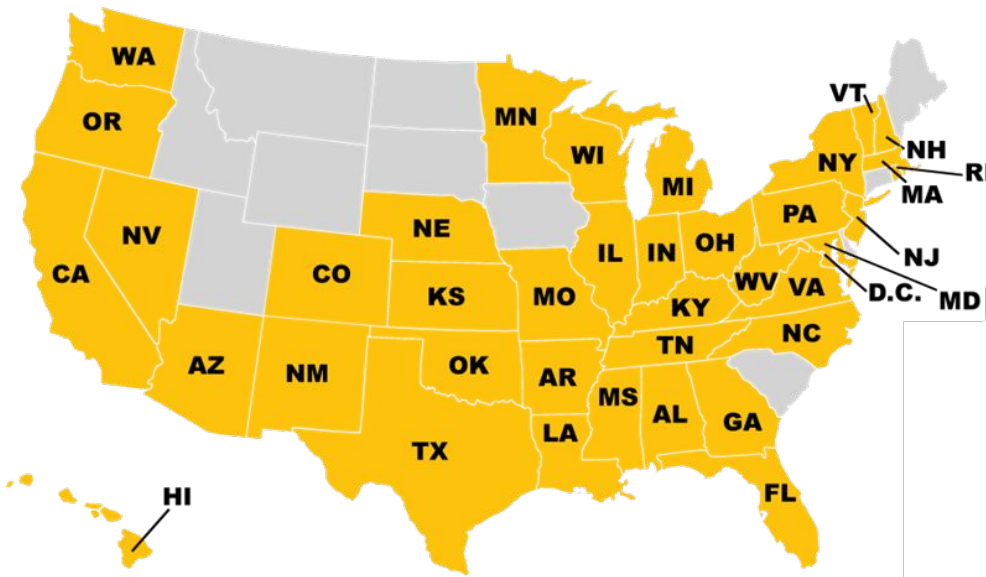 WA
OR
CA
NV
AZ
NM
CO
NE
KS
OK
TX
MN
WI
MI
IL
IN
OH
MO
AR
LA
MS
AL
GA
FL
TN
KY
WV
VA
NC
PA
NY
VT
NH
RI
MA
NJ
MD
D.C.
HI